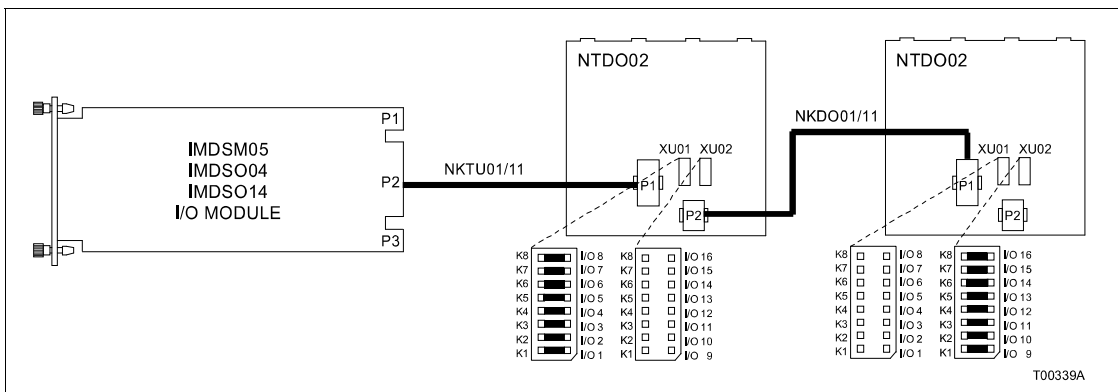 NTDO02
NTDO02
IMDSM05
IMDSO04
IMDSO14
I/O MODULE
P1
P2
P3
NKTU01/11
NKDO01/11
XU01 XU02
P1
P2
XU01 XU02
P1
P2
K8 I/O 8
K7 I/O 7
K6 I/O 6
K5 I/O 5
K4 I/O 4
K3 I/O 3
K2 I/O 2
K1 I/O 1
K8 I/O 16
K7 I/O 15
K6 I/O 14
K5 I/O 13
K4 I/O 12
K3 I/O 11
K2 I/O 10
K1 I/O 9
K8 I/O 8
K7 I/O 7
K6 I/O 6
K5 I/O 5
K4 I/O 4
K3 I/O 3
K2 I/O 2
K1 I/O 1
K8 I/O 16
K7 I/O 15
K6 I/O 14
K5 I/O 13
K4 I/O 12
K3 I/O 11
K2 I/O 10
K1 I/O 9
T00339A